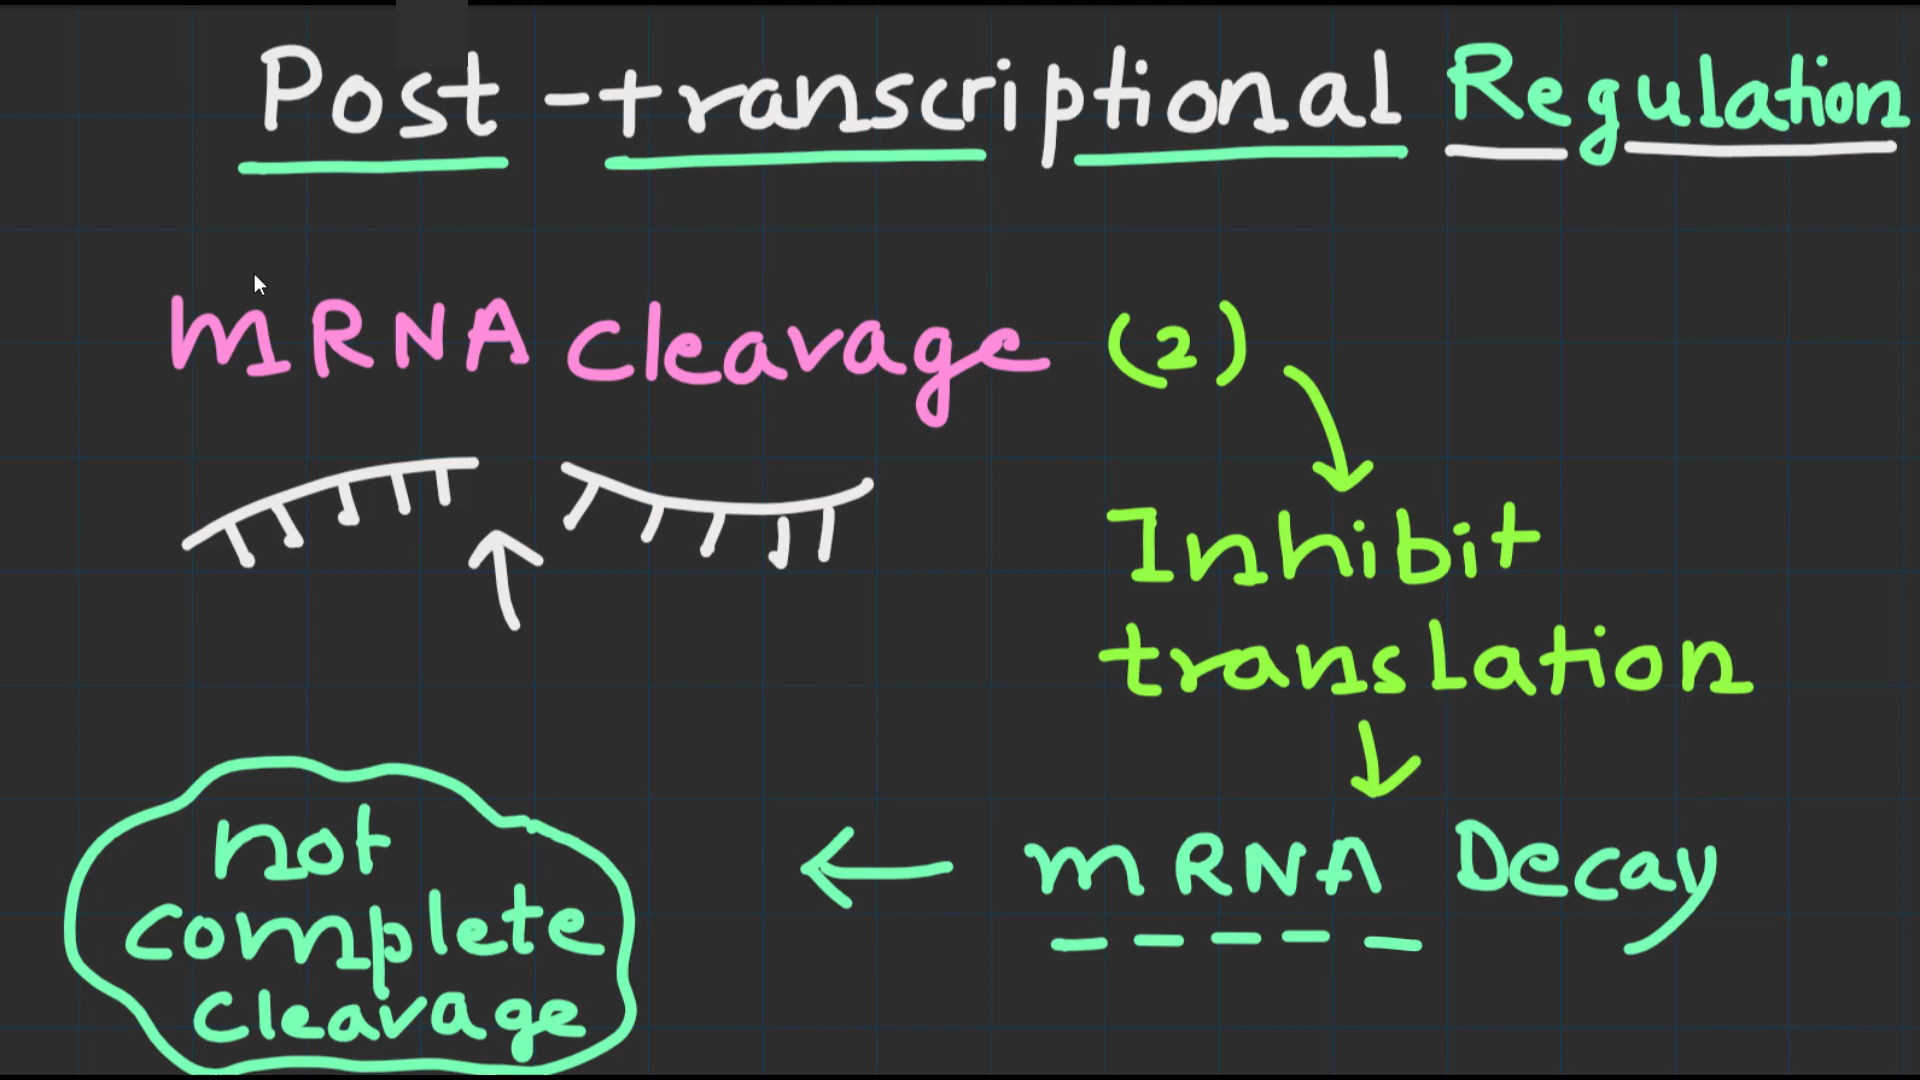 Post-transcriptional Regulation
mRNA cleavage (2)
Inhibit
translation
mRNA Decay
not
complete
cleavage